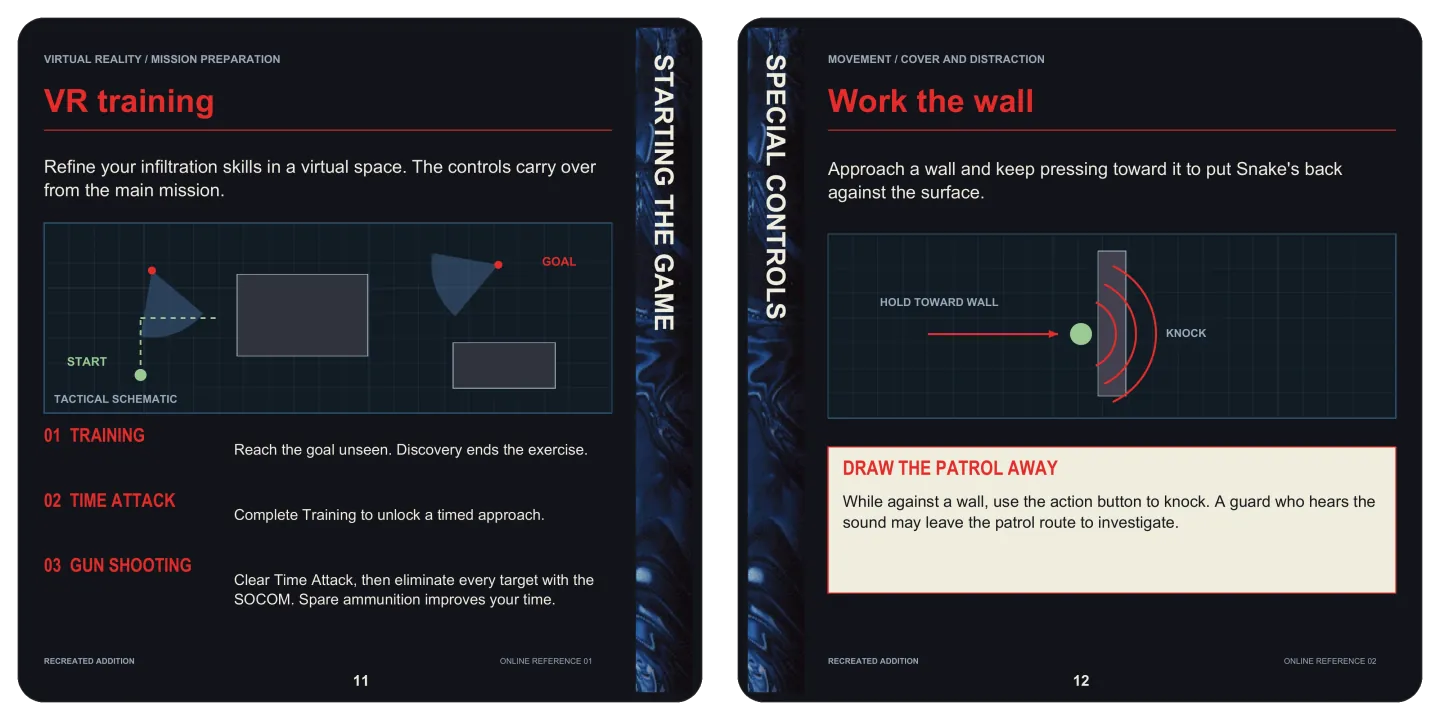 VIRTUAL REALITY / MISSION PREPARATION
VR training
Refine your infiltration skills in a virtual space. The controls carry over
from the main mission.
GOAL
START
TACTICAL SCHEMATIC
01 TRAINING
Reach the goal unseen. Discovery ends the exercise.
02 TIME ATTACK
Complete Training to unlock a timed approach.
03 GUN SHOOTING
Clear Time Attack, then eliminate every target with the
SOCOM. Spare ammunition improves your time.
RECREATED ADDITION
ONLINE REFERENCE 01
11
STARTING THE GAME
SPECIAL CONTROLS
MOVEMENT / COVER AND DISTRACTION
Work the wall
Approach a wall and keep pressing toward it to put Snake's back
against the surface.
HOLD TOWARD WALL
KNOCK
DRAW THE PATROL AWAY
While against a wall, use the action button to knock. A guard who hears the
sound may leave the patrol route to investigate.
RECREATED ADDITION
ONLINE REFERENCE 02
12